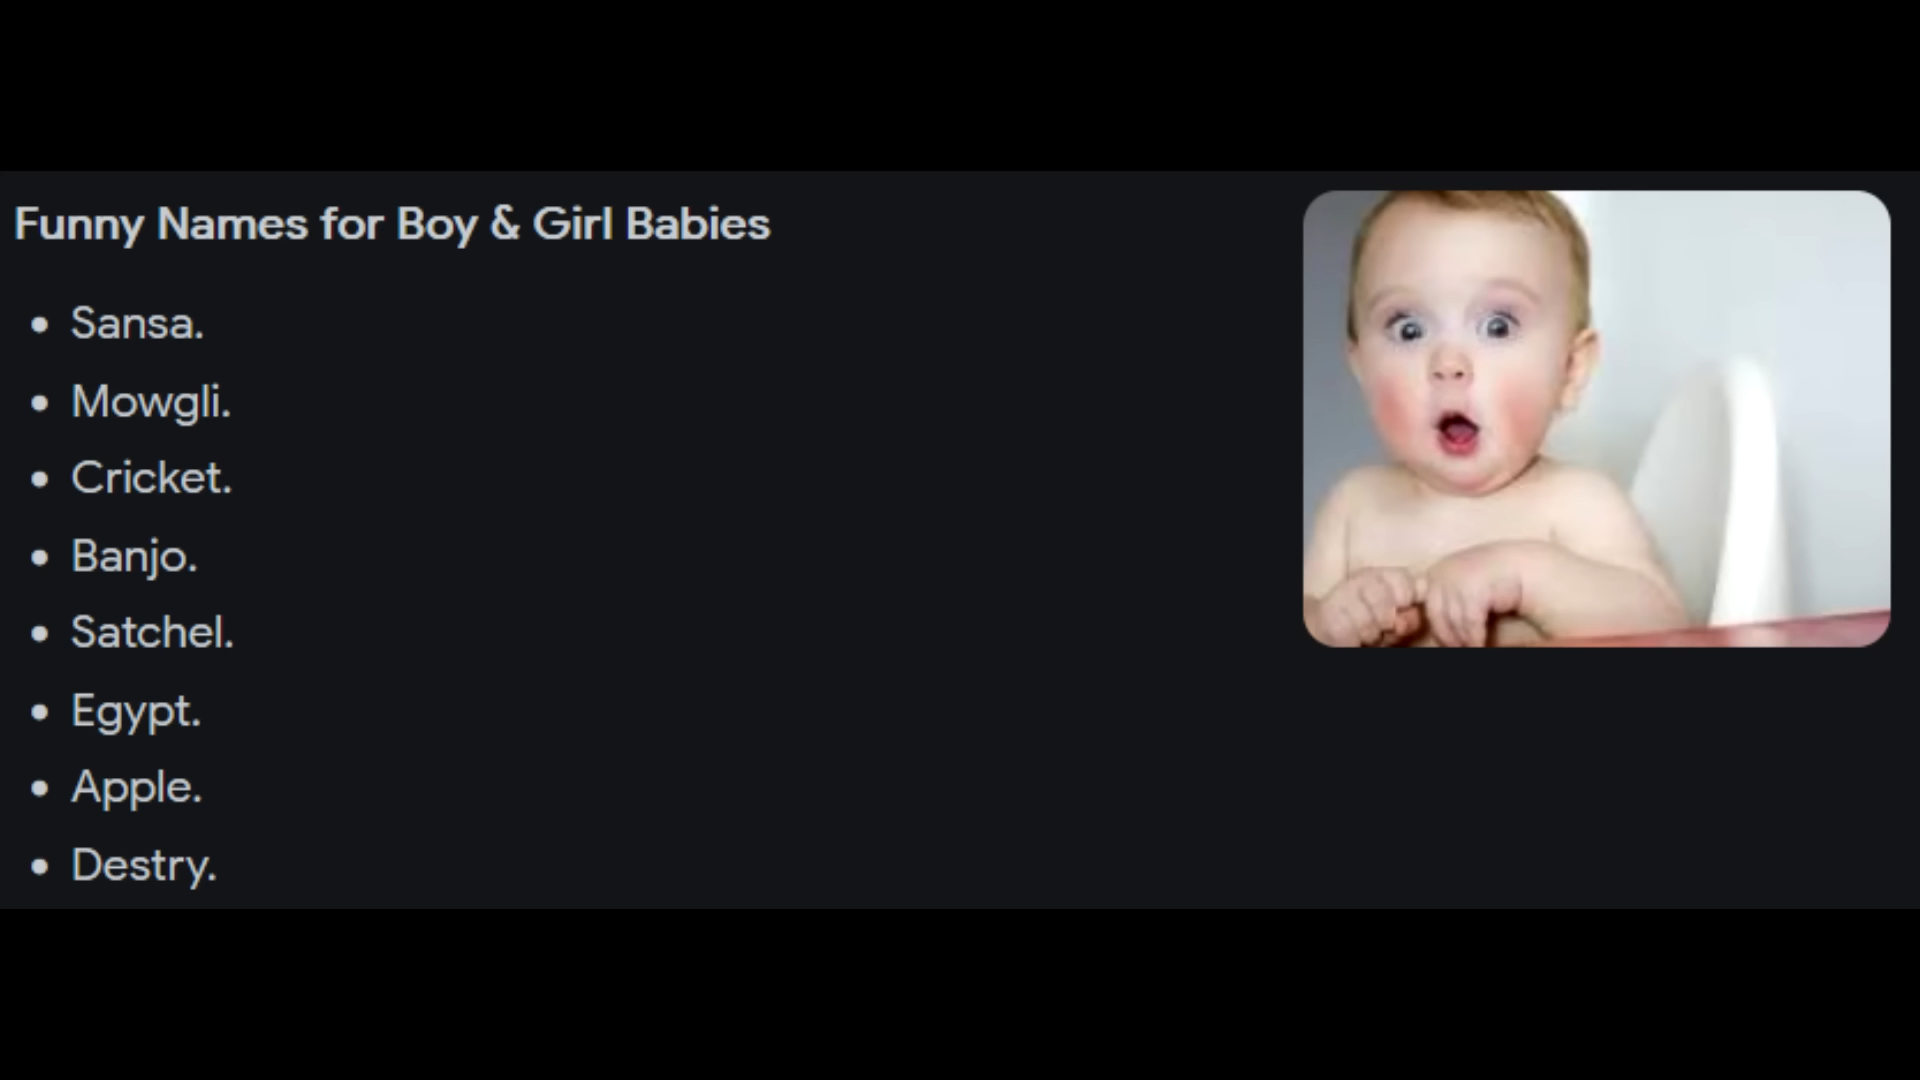 Funny Names for Boy & Girl Babies
• Sansa.
• Mowgli.
• Cricket.
• Banjo.
• Satchel.
• Egypt.
• Apple.
• Destry.